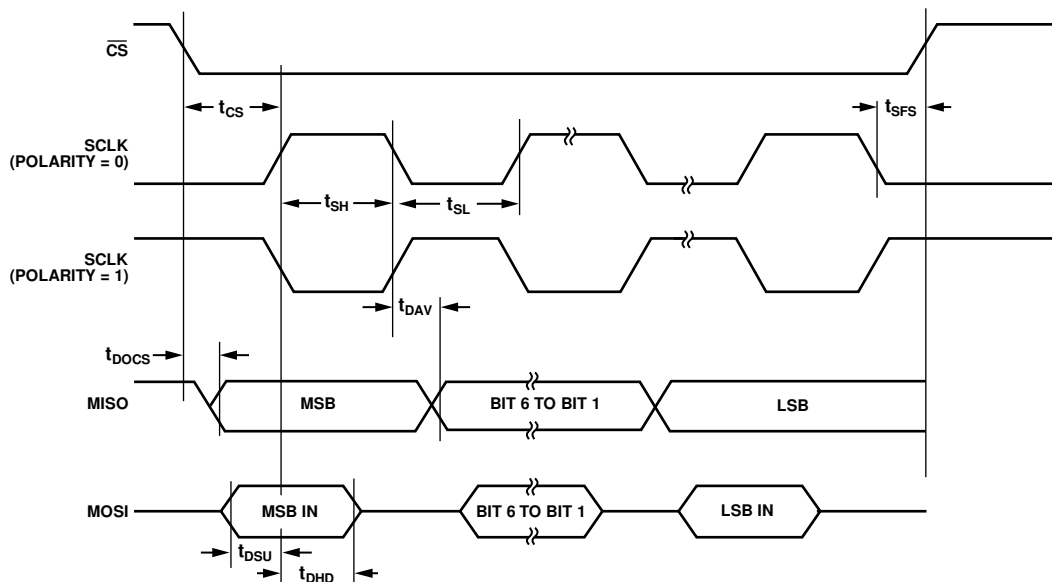 CS
tCS
tSFS
SCLK
(POLARITY = 0)
tSH
tSL
SCLK
(POLARITY = 1)
tDAV
tDOCS
MISO
MSB
BIT 6 TO BIT 1
LSB
MOSI
MSB IN
BIT 6 TO BIT 1
LSB IN
tDSU
tDHD